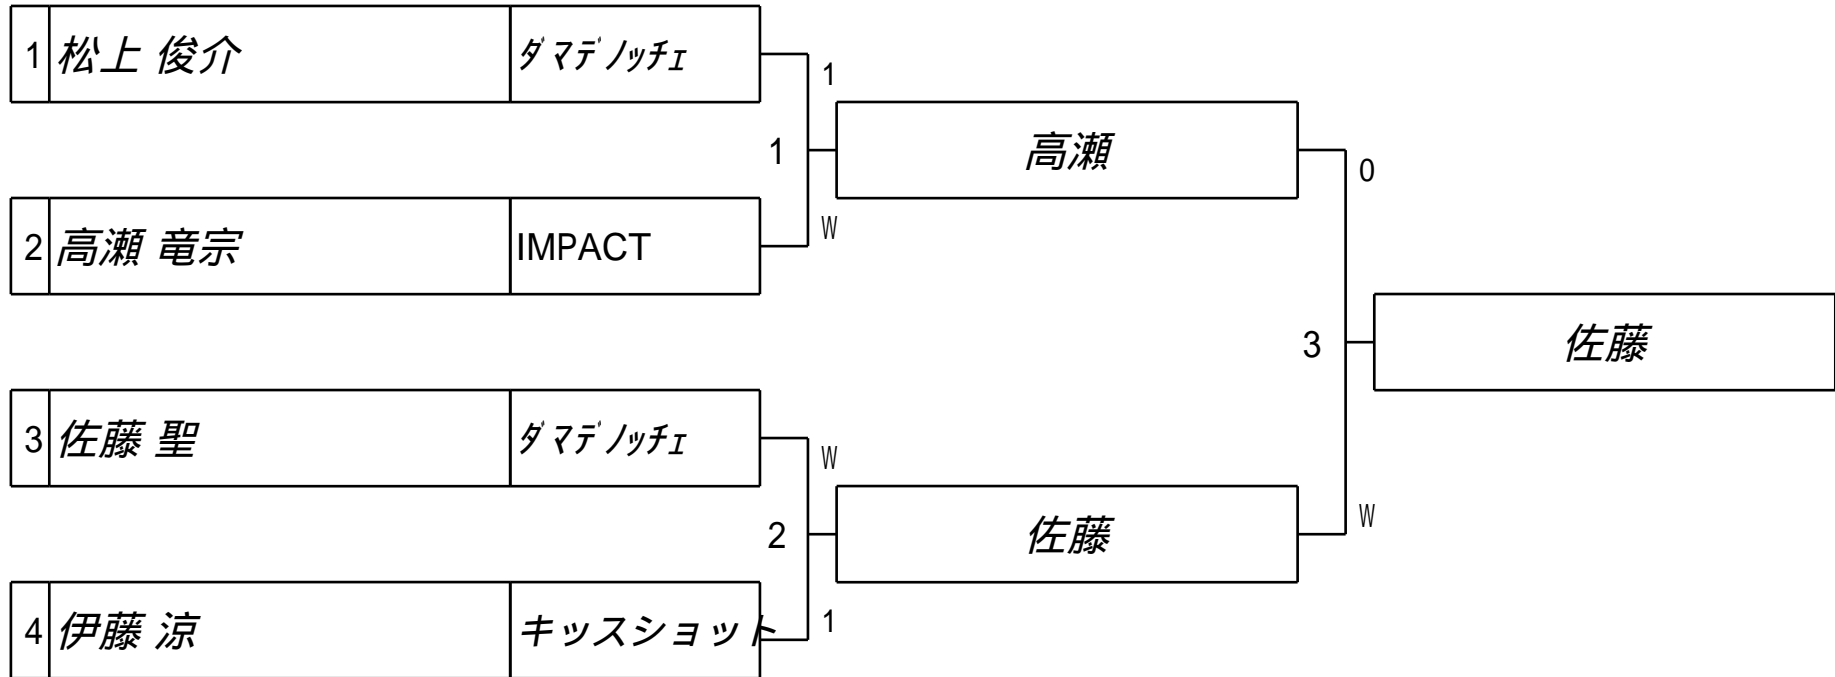 1 松上 俊介 ﾀﾞﾏﾃﾞﾉｯﾁｪ
1
1
高瀬
0
W
2 高瀬 竜宗 IMPACT
3
佐藤
3 佐藤 聖 ﾀﾞﾏﾃﾞﾉｯﾁｪ
W
2
佐藤
W
4 伊藤 涼 キッスショット
1